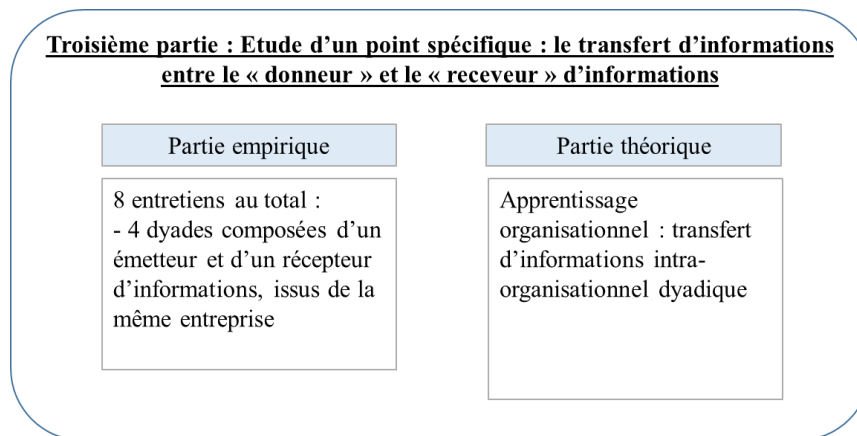 Troisième partie : Etude d’un point spécifique : le transfert d’informations
entre le « donneur » et le « receveur » d’informations
Partie empirique
8 entretiens au total :
- 4 dyades composées d’un
émetteur et d’un récepteur
d’informations, issus de la
même entreprise
Partie théorique
Apprentissage
organisationnel : transfert
d’informations intra-
organisationnel dyadique